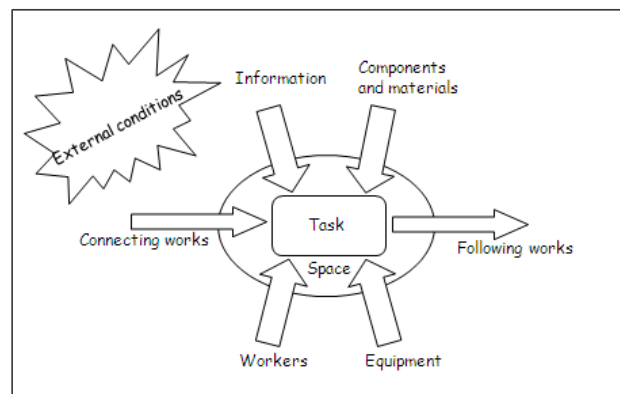 External conditions
Information
Components
and materials
Connecting works
Task
Following works
Space
Workers
Equipment